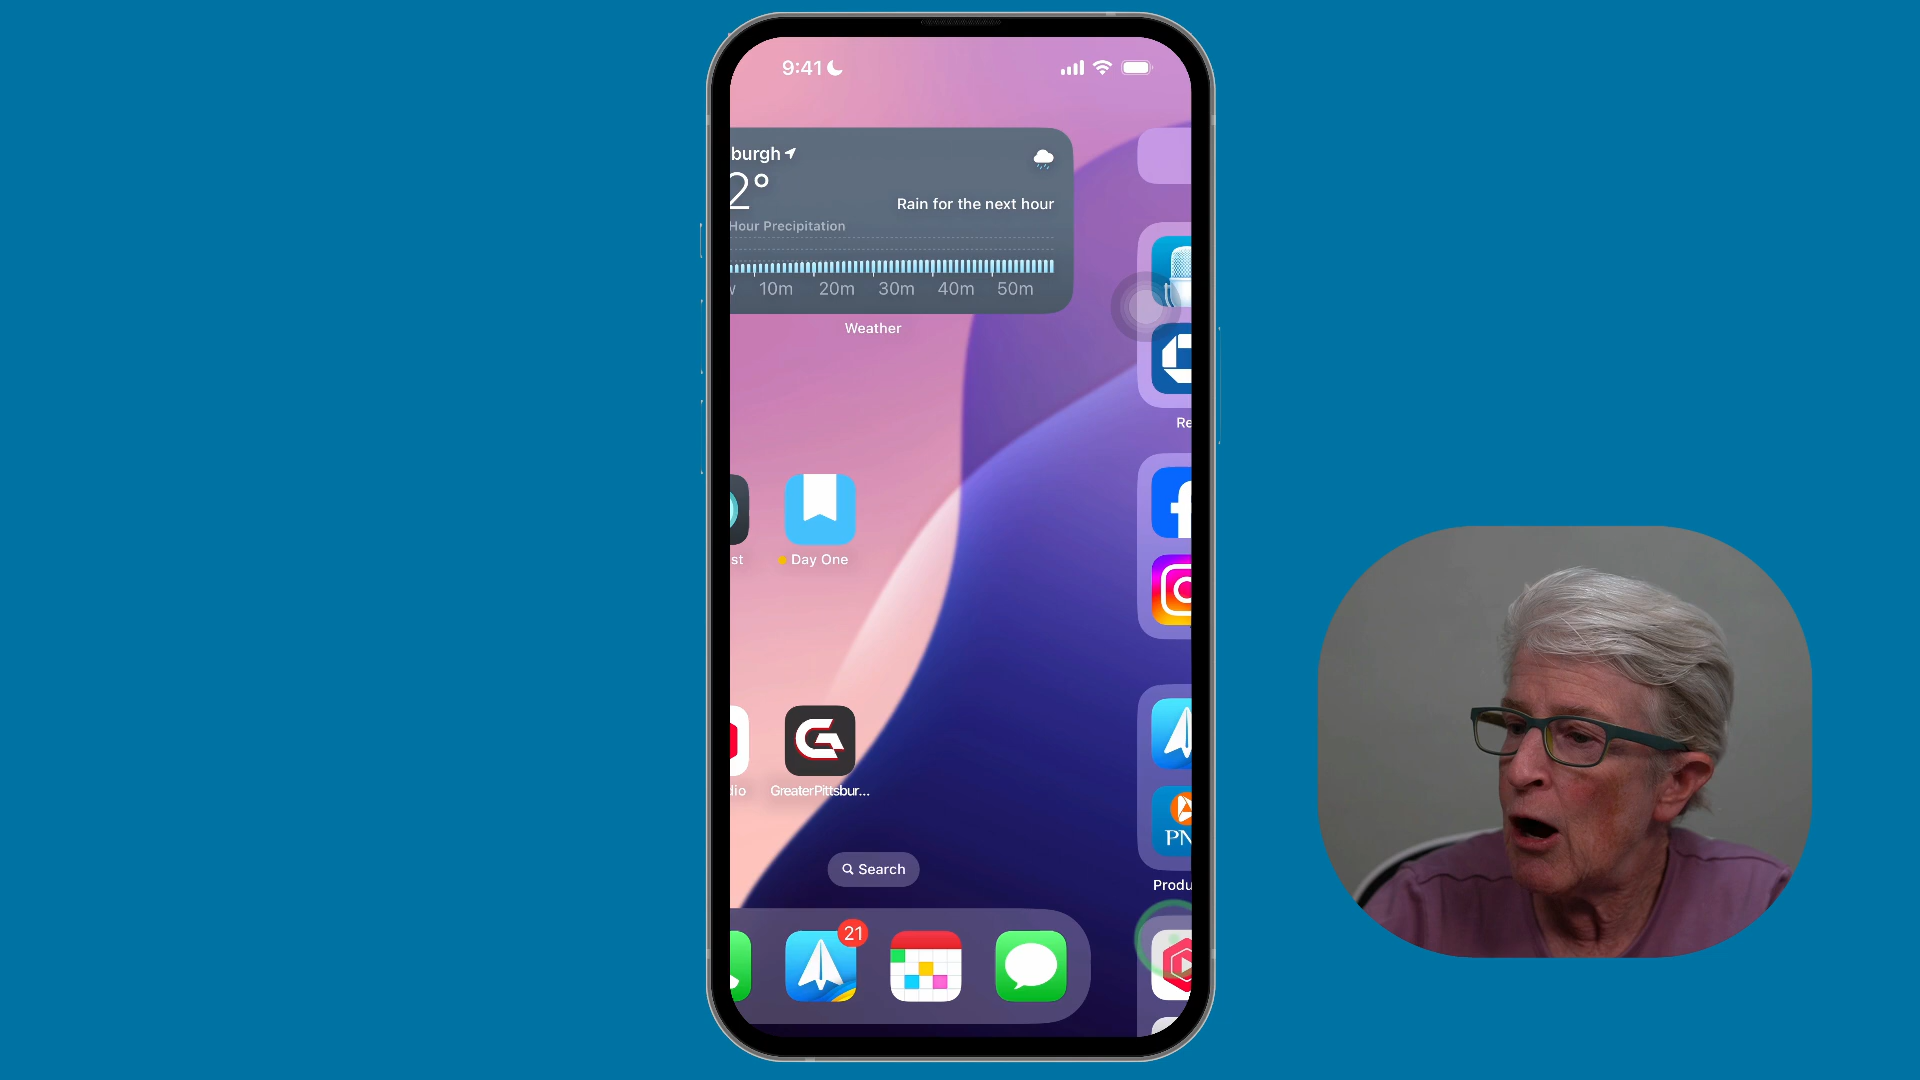 9:41
burgh
2°
Rain for the next hour
Hour Precipitation
10m 20m 30m 40m 50m
Weather
Re
st
Day One
dio
GreaterPittsbur...
Search
PN
Produ
21